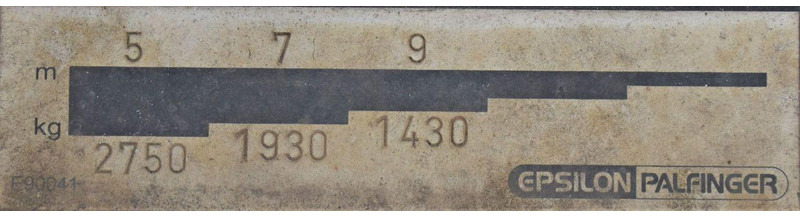 5 7 9
m
kg
2750 1930 1430
E90041
EPSILON PALFINGER